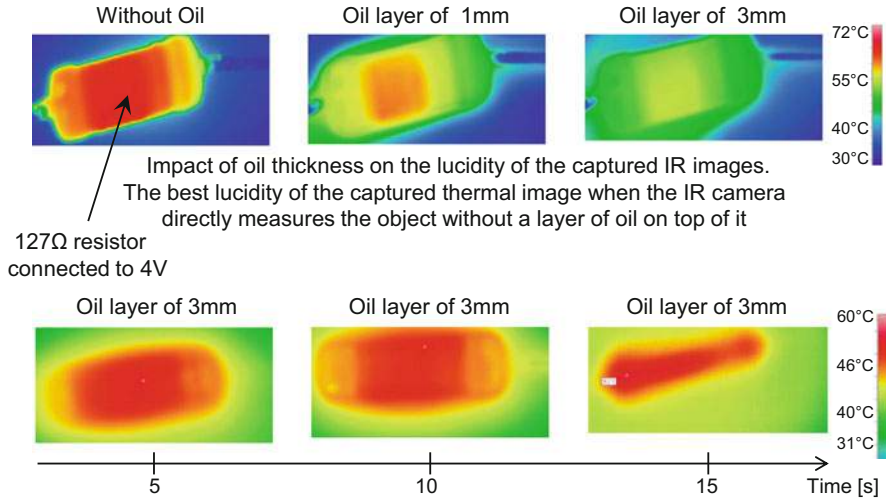 Without Oil
Oil layer of 1mm
Oil layer of 3mm
72°C
55°C
40°C
30°C
Impact of oil thickness on the lucidity of the captured IR images.
The best lucidity of the captured thermal image when the IR camera
directly measures the object without a layer of oil on top of it
127Ω resistor
connected to 4V
Oil layer of 3mm
Oil layer of 3mm
Oil layer of 3mm
60°C
46°C
40°C
31°C
5
10
15
Time [s]